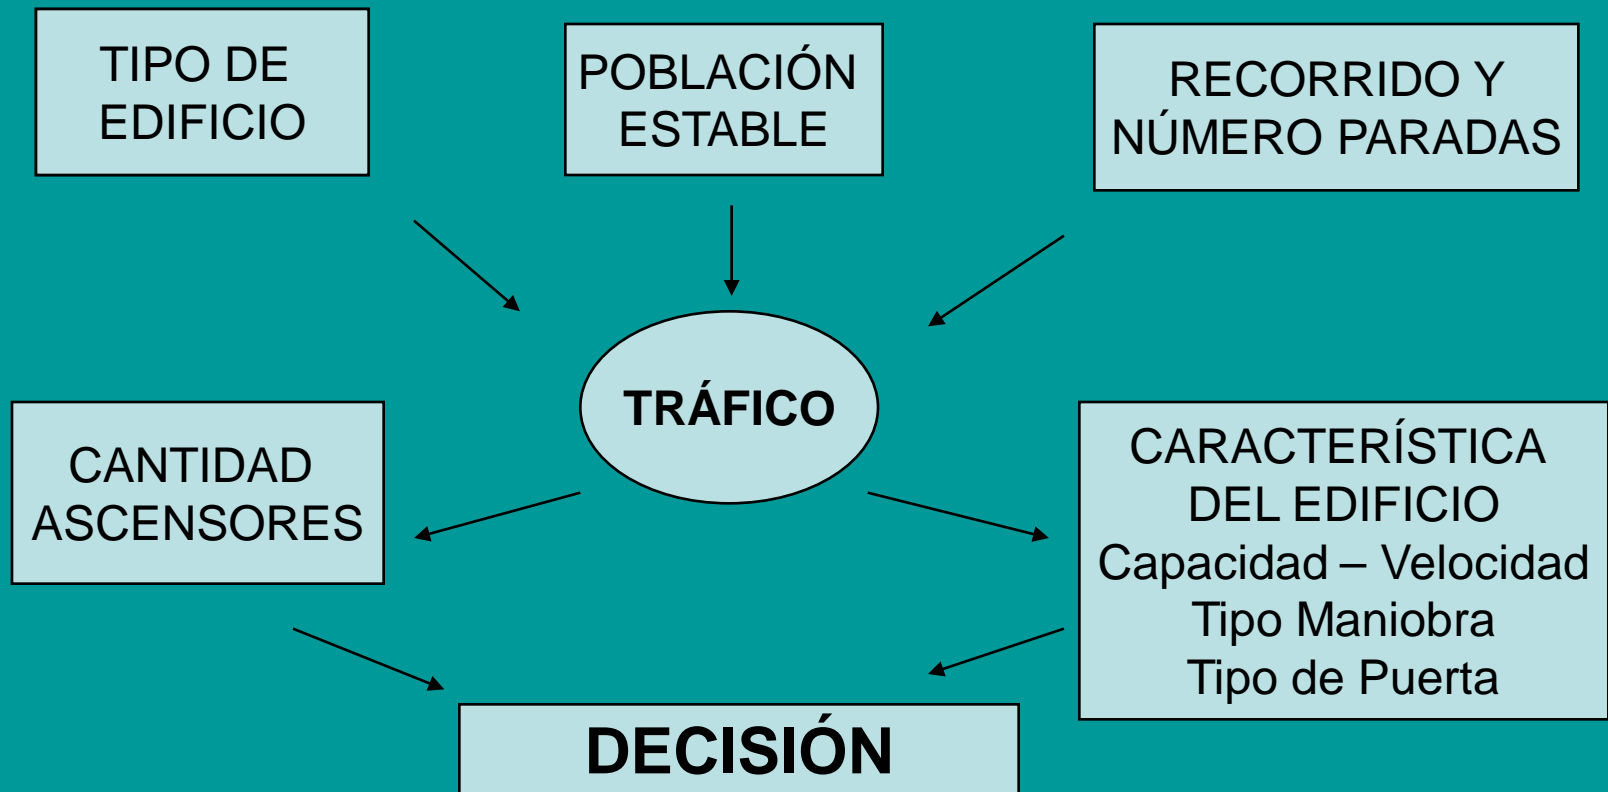 TIPO DE
EDIFICIO
POBLACIÓN
ESTABLE
RECORRIDO Y
NÚMERO PARADAS
TRÁFICO
CANTIDAD
ASCENSORES
CARACTERÍSTICA
DEL EDIFICIO
Capacidad – Velocidad
Tipo Maniobra
Tipo de Puerta
DECISIÓN